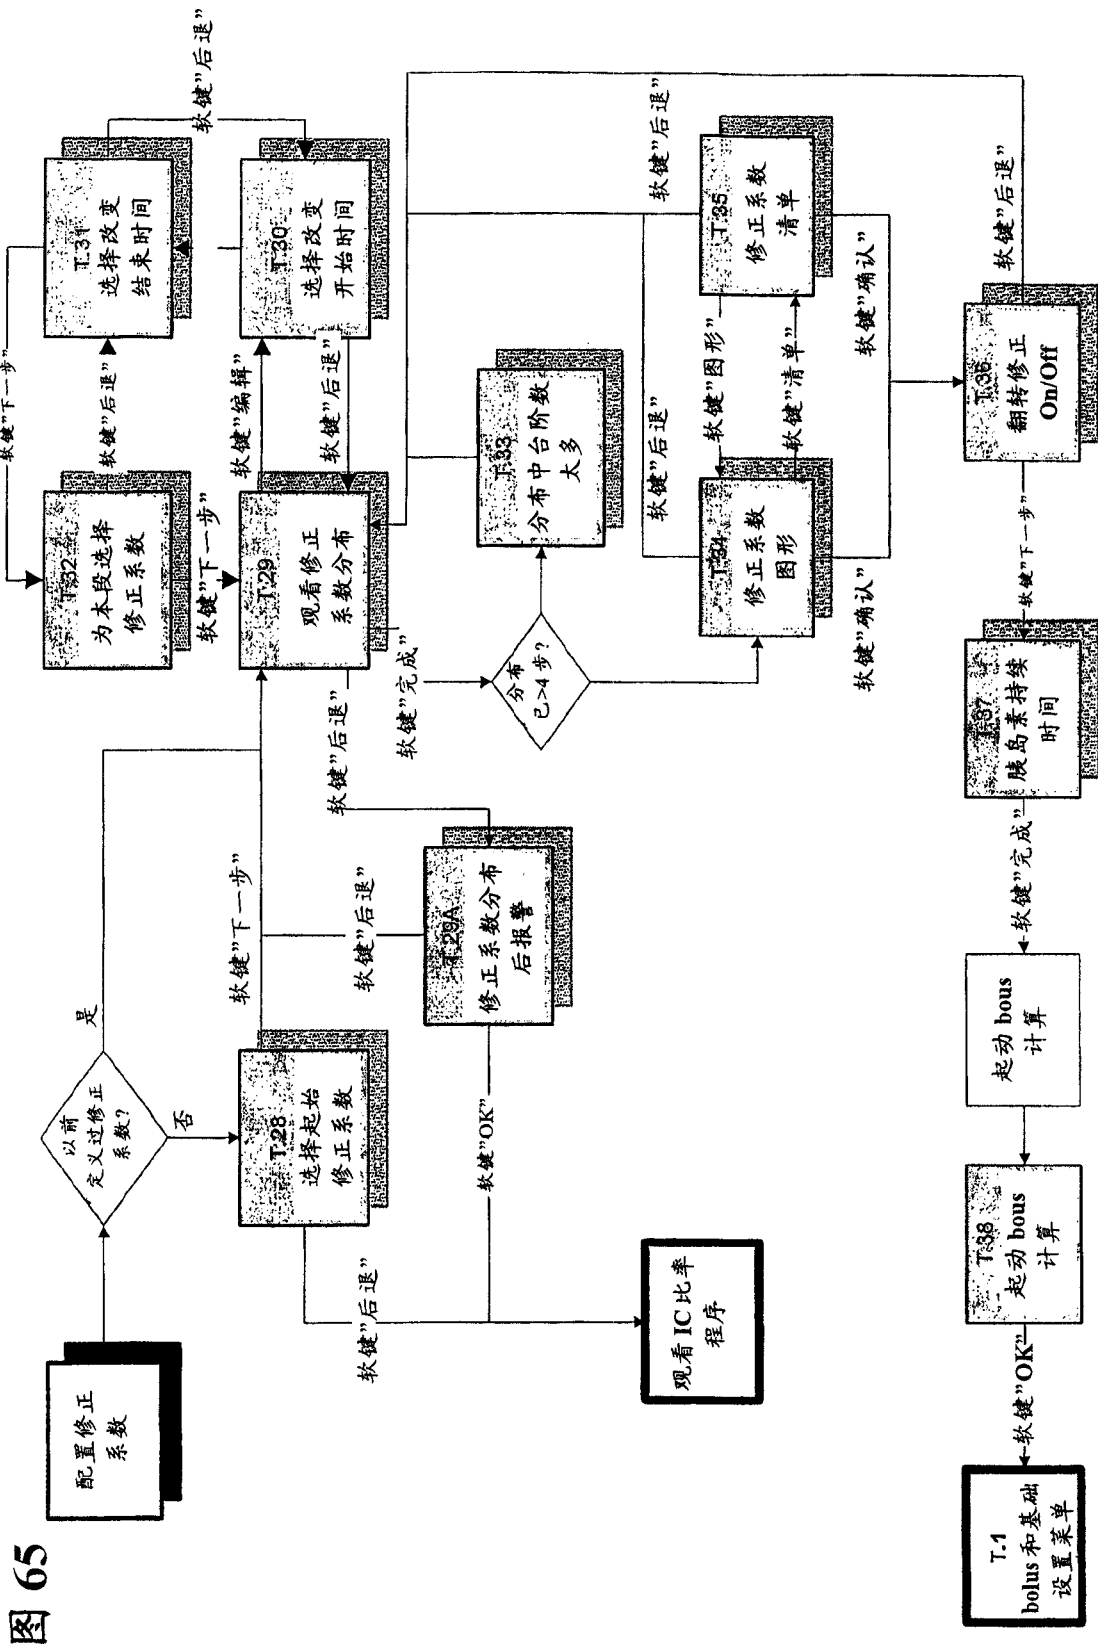 图 65
配置修正
系数
以前
定义过修正
系数?
是
否
T.28
选择起始
修正系数
软键”下一步”
软键”后退”
T.32
为本段选择
修正系数
软键”下一步”
软键”后退”
软键”下一步”
T.31
选择改变
结束时间
软键”后退”
T.30
选择改变
开始时间
软键”编辑”
软键”后退”
T.29
观看修正
系数分布
软键”后退”
软键”完成”
T.29A
修正系数分布
后报警
软键”后退”
软键”OK”
观看 IC 比率
程序
分布
已>4 步?
T.33
分布中台阶数
太多
T.34
修正系数
图形
软键”后退”
软键”图形”
软键”清单”
软键”确认”
T.35
修正系数
清单
软键”后退”
软键”确认”
T.36
翻转修正
On/Off
软键”后退”
软键”下一步”
T.37
胰岛素持续
时间
软键”完成”
起动 bous
计算
T.38
起动 bous
计算
软键”OK”
T.1
bolus 和基础
设置菜单